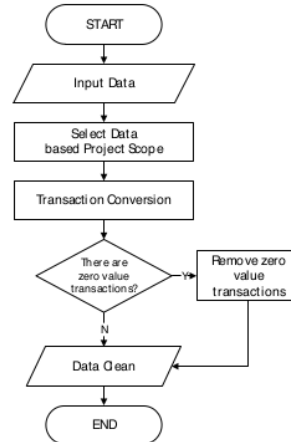 START
Input Data
Select Data
based Project Scope
Transaction Conversion
There are
zero value
transactions?
Y
Remove zero
value
transactions
N
Data Clean
END